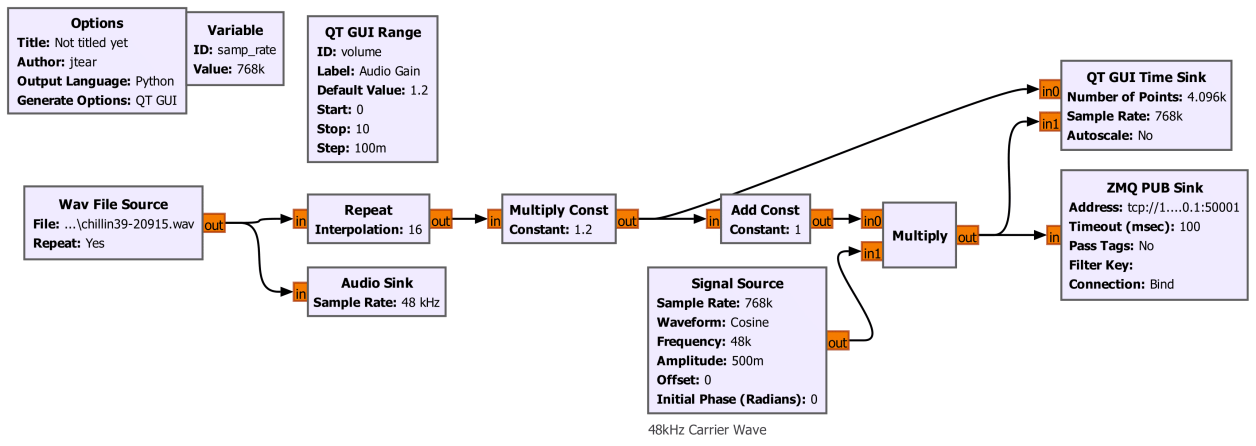 Options
Title: Not titled yet
Author: jtear
Output Language: Python
Generate Options: QT GUI
Variable
ID: samp_rate
Value: 768k
QT GUI Range
ID: volume
Label: Audio Gain
Default Value: 1.2
Start: 0
Stop: 10
Step: 100m
QT GUI Time Sink
Number of Points: 4.096k
Sample Rate: 768k
Autoscale: No
in0
in1
Wav File Source
File: ...\chillin39-20915.wav
Repeat: Yes
out
in
Repeat
Interpolation: 16
out
in
Multiply Const
Constant: 1.2
out
in
Add Const
Constant: 1
out
in0
in1
Multiply
out
in
ZMQ PUB Sink
Address: tcp://1....0.1:50001
Timeout (msec): 100
Pass Tags: No
Filter Key:
Connection: Bind
in
Audio Sink
Sample Rate: 48 kHz
Signal Source
Sample Rate: 768k
Waveform: Cosine
Frequency: 48k
Amplitude: 500m
Offset: 0
Initial Phase (Radians): 0
out
48kHz Carrier Wave